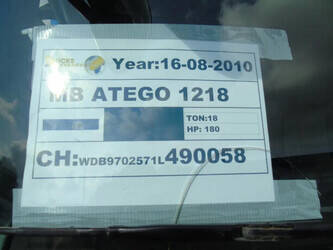 Year:16-08-2010
MB ATEGO 1218
TON:18
HP: 180
CH:WDB9702571L490058